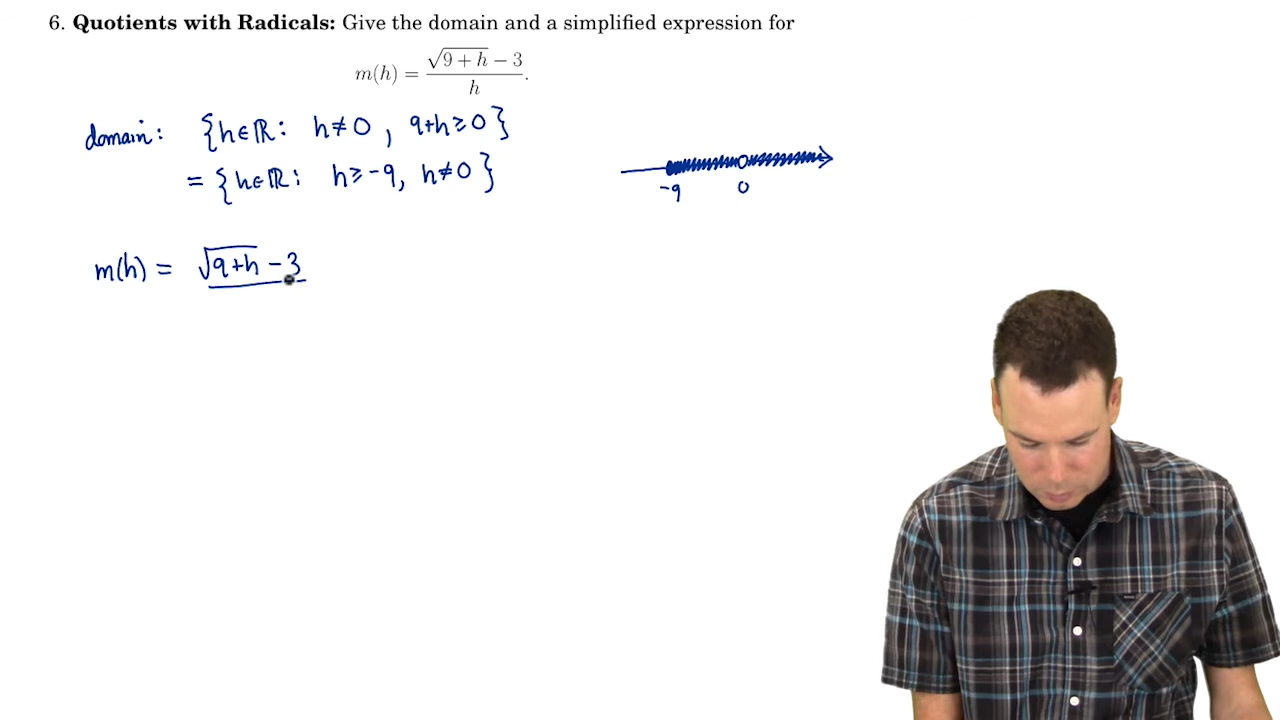 6. Quotients with Radicals: Give the domain and a simplified expression for
m(h) = (√(9 + h) − 3)/h.
domain: {h∈ℝ: h≠0, 9+h≥0}
= {h∈ℝ: h≥-9, h≠0}
-9 0
m(h) = √(9+h) - 3